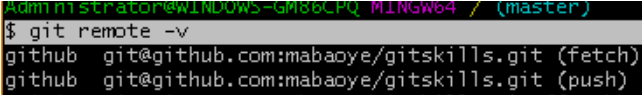 Administrator@WINDOWS-GM86CPQ MINGW64 / (master)
$ git remote -v
github  git@github.com:mabaoye/gitskills.git (fetch)
github  git@github.com:mabaoye/gitskills.git (push)